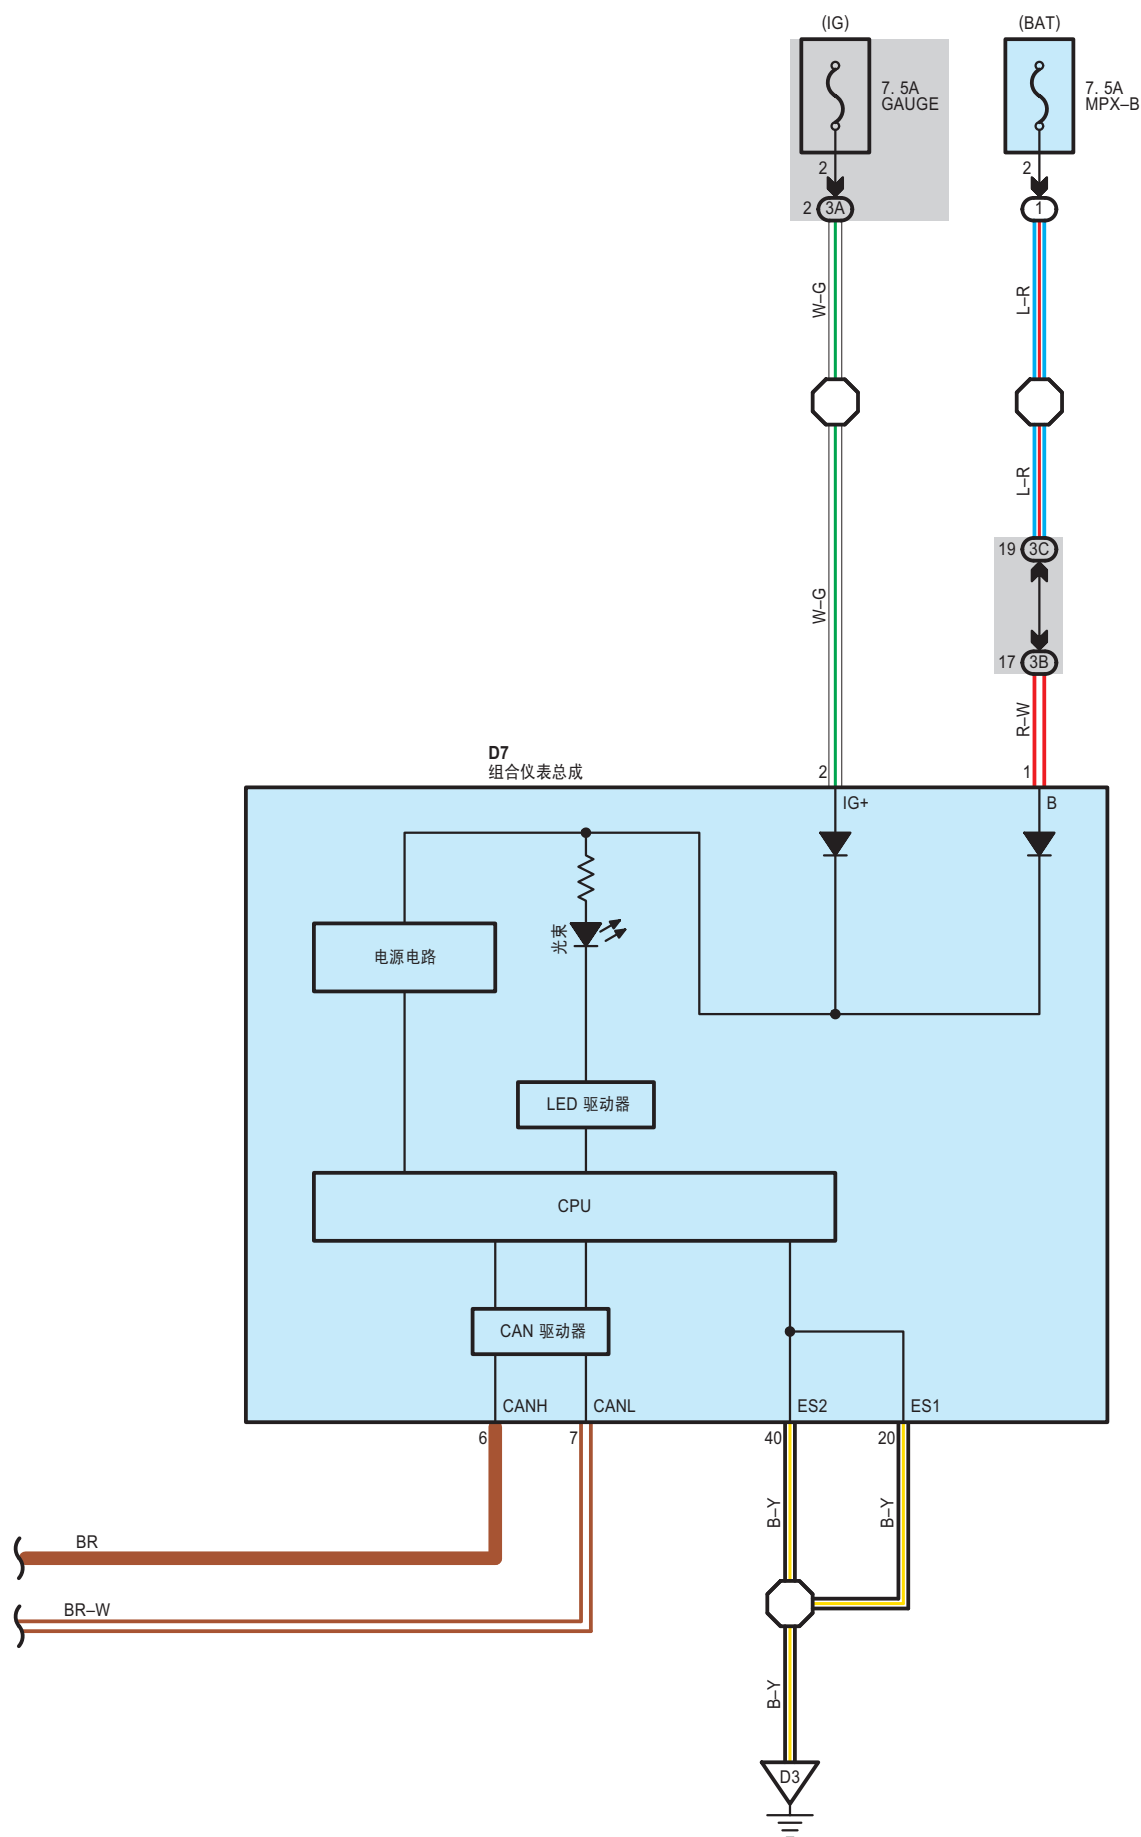 (IG)
(BAT)
7. 5A
GAUGE
7. 5A
MPX–B
2
2
2
3A
1
W–G
L–R
L–R
19
3C
W–G
17
3B
R–W
D7
组合仪表总成
2
1
IG+
B
光束
电源电路
LED 驱动器
CPU
CAN 驱动器
CANH
CANL
ES2
ES1
6
7
40
20
B–Y
B–Y
BR
BR–W
B–Y
D3